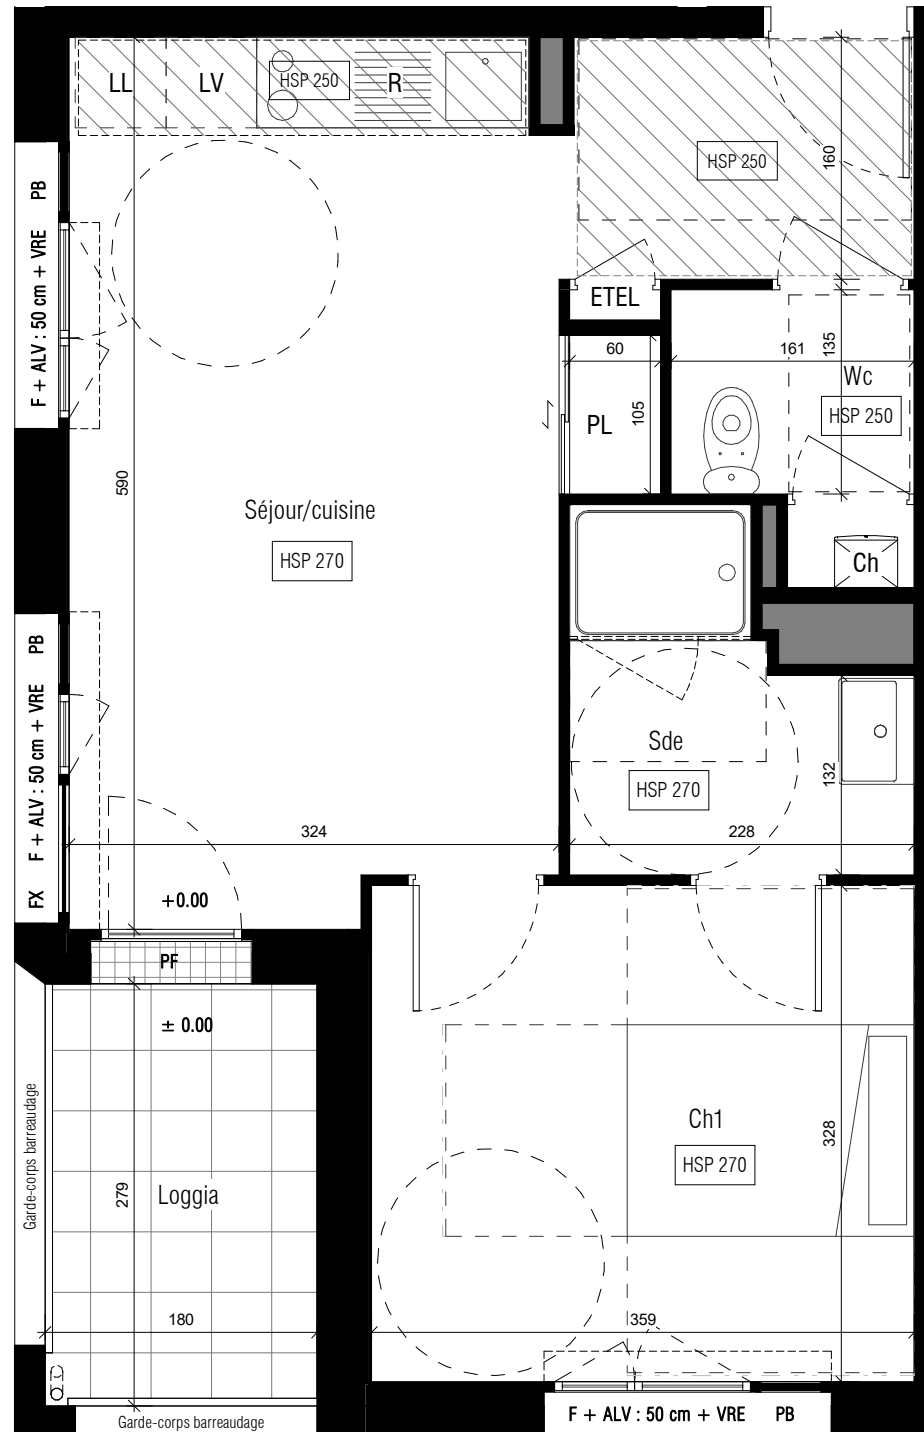 LL
LV
HSP 250
R
HSP 250
160
F + ALV : 50 cm + VRE PB
ETEL
60
161
135
Wc
HSP 250
105
PL
590
Séjour/cuisine
HSP 270
Ch
FX F + ALV : 50 cm + VRE PB
Sde
HSP 270
132
324
228
+0.00
PF
± 0.00
Garde-corps barreaudage
279
Loggia
Ch1
HSP 270
328
180
359
Garde-corps barreaudage
F + ALV : 50 cm + VRE PB